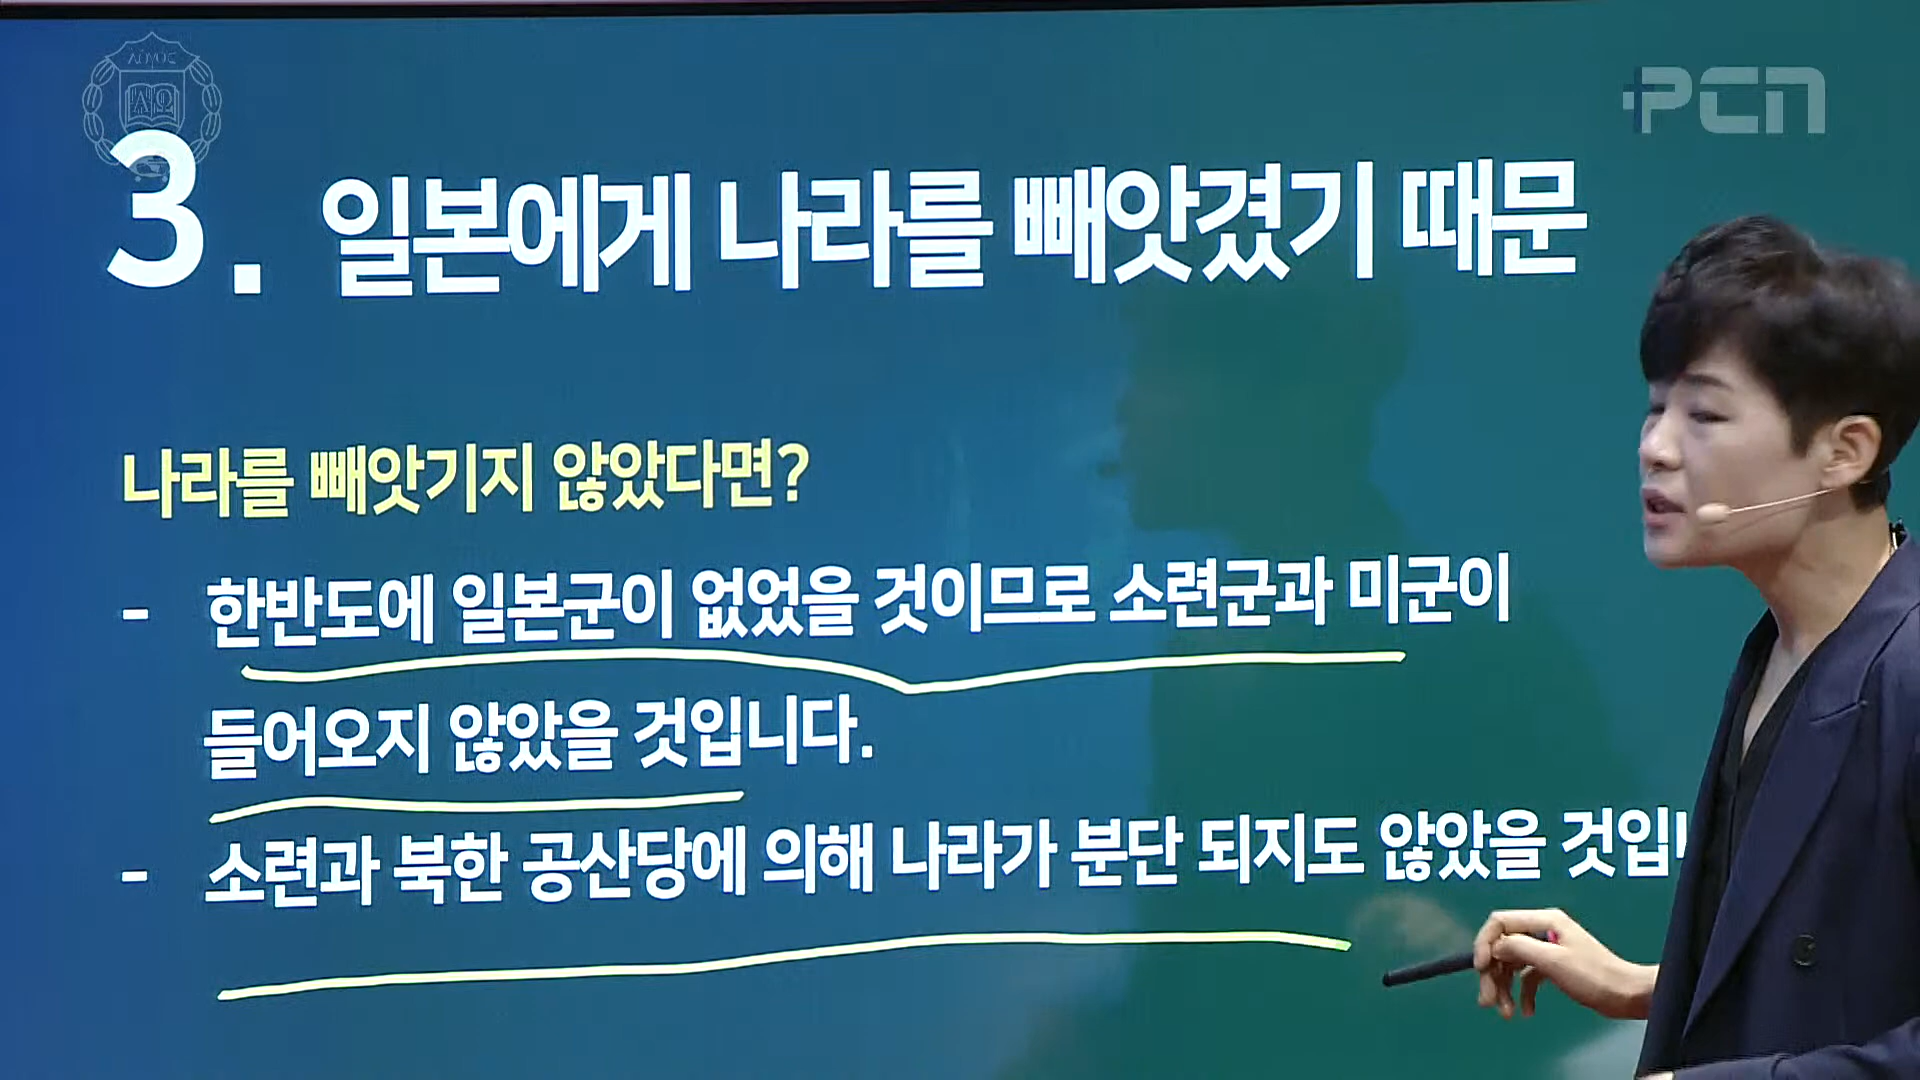 ΛΟΓΟΣ
ΑΩ
PCN
3. 일본에게 나라를 빼앗겼기 때문
나라를 빼앗기지 않았다면?
- 한반도에 일본군이 없었을 것이므로 소련군과 미군이
들어오지 않았을 것입니다.
- 소련과 북한 공산당에 의해 나라가 분단 되지도 않았을